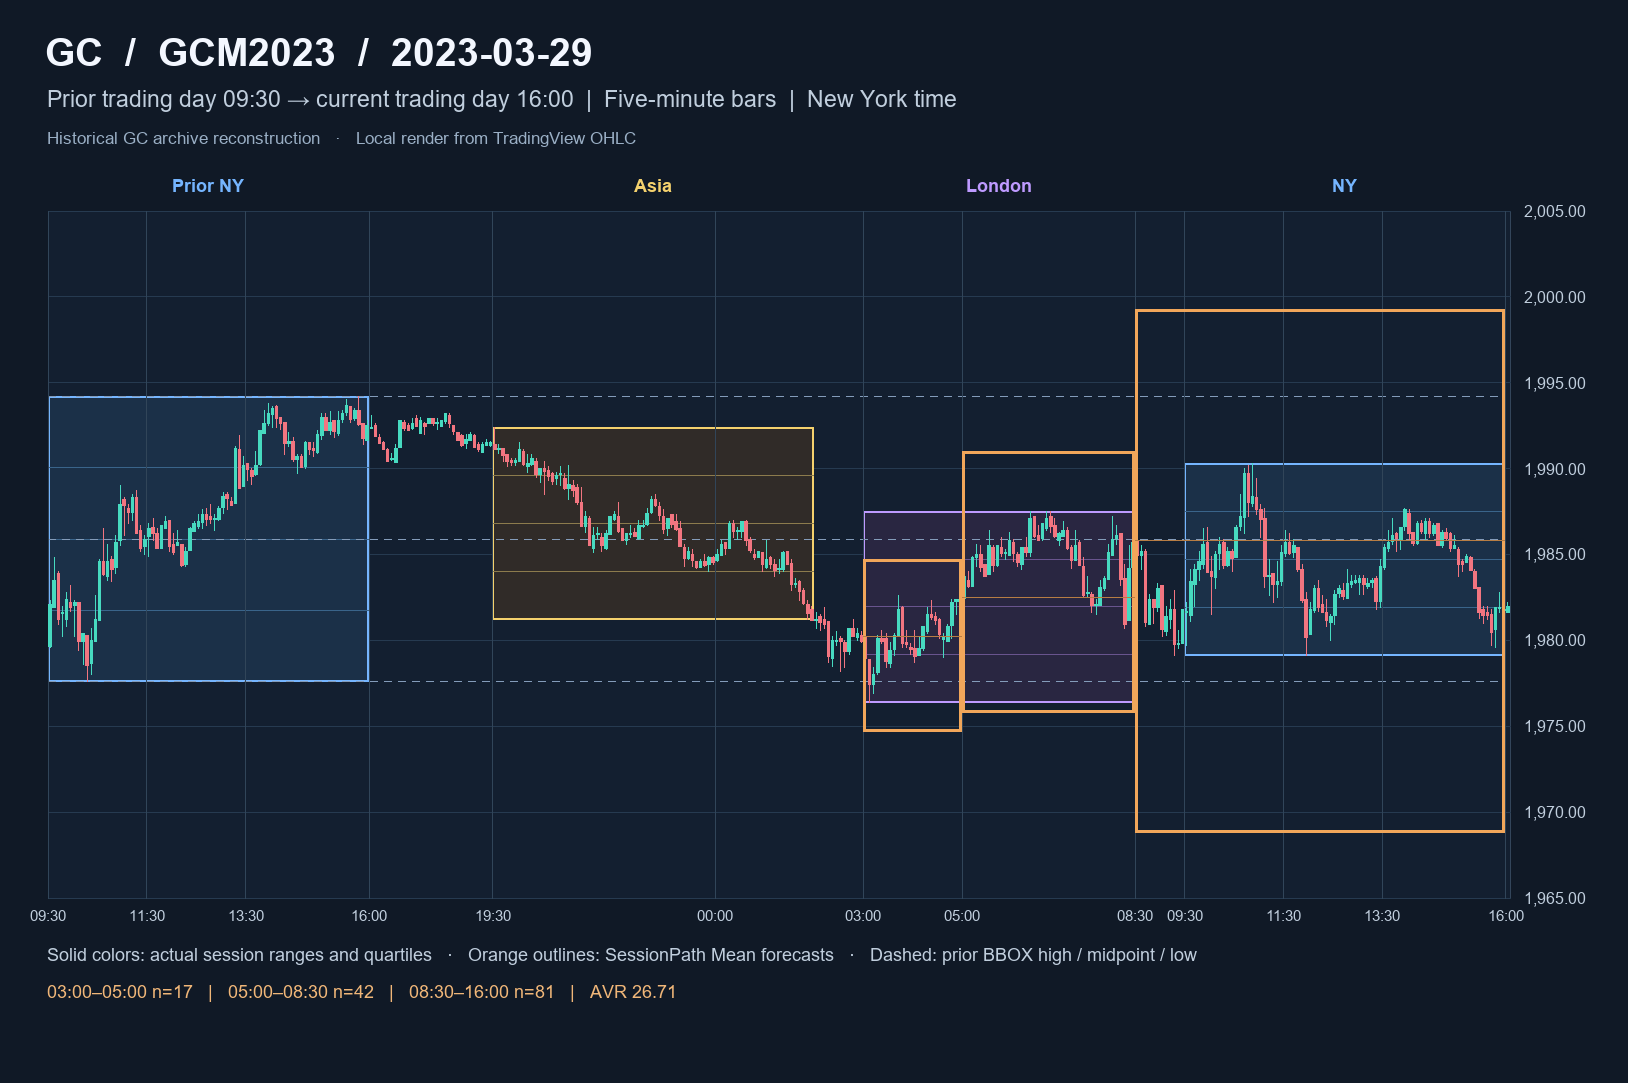 GC / GCM2023 / 2023-03-29
Prior trading day 09:30 → current trading day 16:00 | Five-minute bars | New York time
Historical GC archive reconstruction · Local render from TradingView OHLC
Prior NY Asia London NY
2,005.00
2,000.00
1,995.00
1,990.00
1,985.00
1,980.00
1,975.00
1,970.00
1,965.00
09:30 11:30 13:30 16:00 19:30 00:00 03:00 05:00 08:30 09:30 11:30 13:30 16:00
Solid colors: actual session ranges and quartiles · Orange outlines: SessionPath Mean forecasts · Dashed: prior BBOX high / midpoint / low
03:00–05:00 n=17 | 05:00–08:30 n=42 | 08:30–16:00 n=81 | AVR 26.71